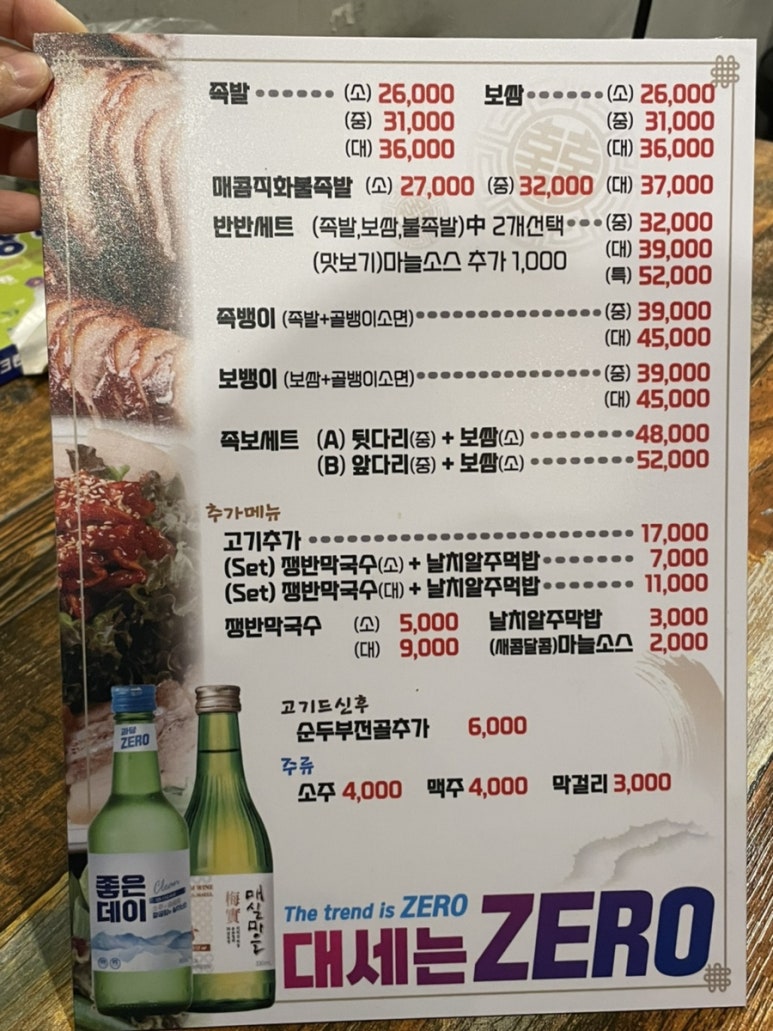 족발 (소) 26,000 보쌈 (소) 26,000
(중) 31,000 (중) 31,000
(대) 36,000 (대) 36,000
매콤직화불족발 (소) 27,000 (중) 32,000 (대) 37,000
반반세트 (족발,보쌈,불족발)中 2개선택 (중) 32,000
(대) 39,000
(맛보기)마늘소스 추가 1,000
(특) 52,000
족뱅이 (족발+골뱅이소면) (중) 39,000
(대) 45,000
보뱅이 (보쌈+골뱅이소면) (중) 39,000
(대) 45,000
족보세트 (A) 뒷다리(중) + 보쌈(소) 48,000
(B) 앞다리(중) + 보쌈(소) 52,000
추가메뉴
고기추가 17,000
(Set) 쟁반막국수(소) + 날치알주먹밥 7,000
(Set) 쟁반막국수(대) + 날치알주먹밥 11,000
쟁반막국수 (소) 5,000 날치알주막밥 3,000
(대) 9,000 (새콤달콤)마늘소스 2,000
고기드신후
순두부전골추가 6,000
주류
소주 4,000 맥주 4,000 막걸리 3,000
과당
ZERO
좋은
데이
Clover
梅實
매실마을
The trend is ZERO
대세는 ZERO